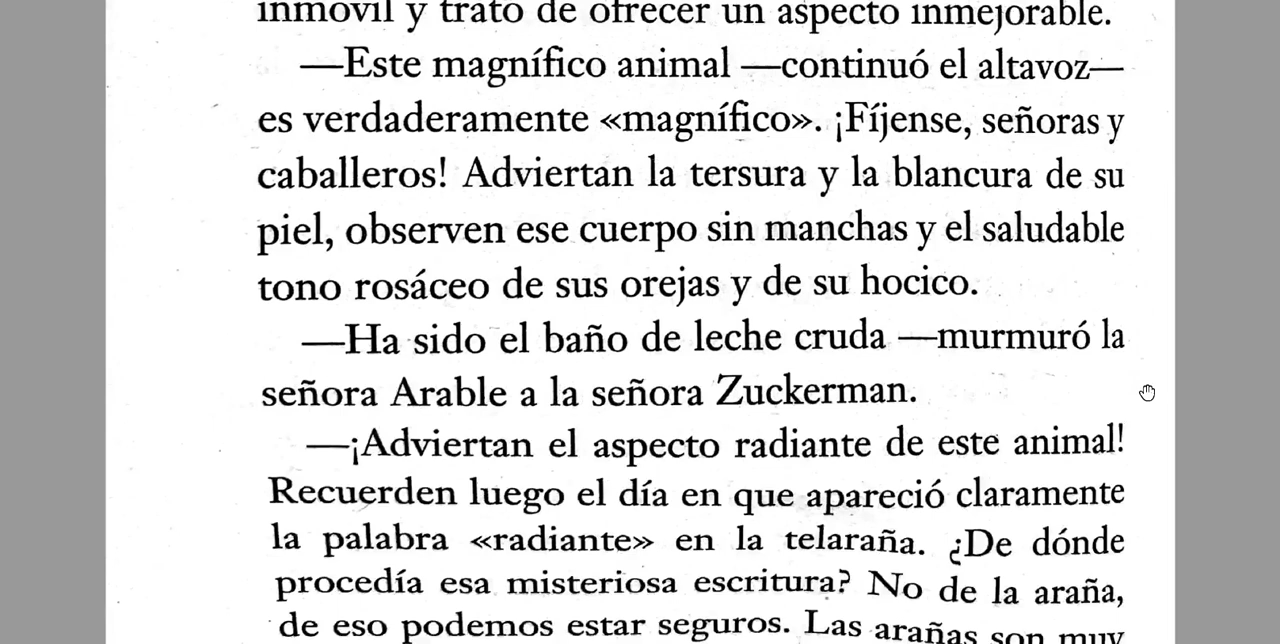 inmóvil y trató de ofrecer un aspecto inmejorable.
—Este magnífico animal —continuó el altavoz—
es verdaderamente «magnífico». ¡Fíjense, señoras y
caballeros! Adviertan la tersura y la blancura de su
piel, observen ese cuerpo sin manchas y el saludable
tono rosáceo de sus orejas y de su hocico.
—Ha sido el baño de leche cruda —murmuró la
señora Arable a la señora Zuckerman.
—¡Adviertan el aspecto radiante de este animal!
Recuerden luego el día en que apareció claramente
la palabra «radiante» en la telaraña. ¿De dónde
procedía esa misteriosa escritura? No de la araña,
de eso podemos estar seguros. Las arañas son muy